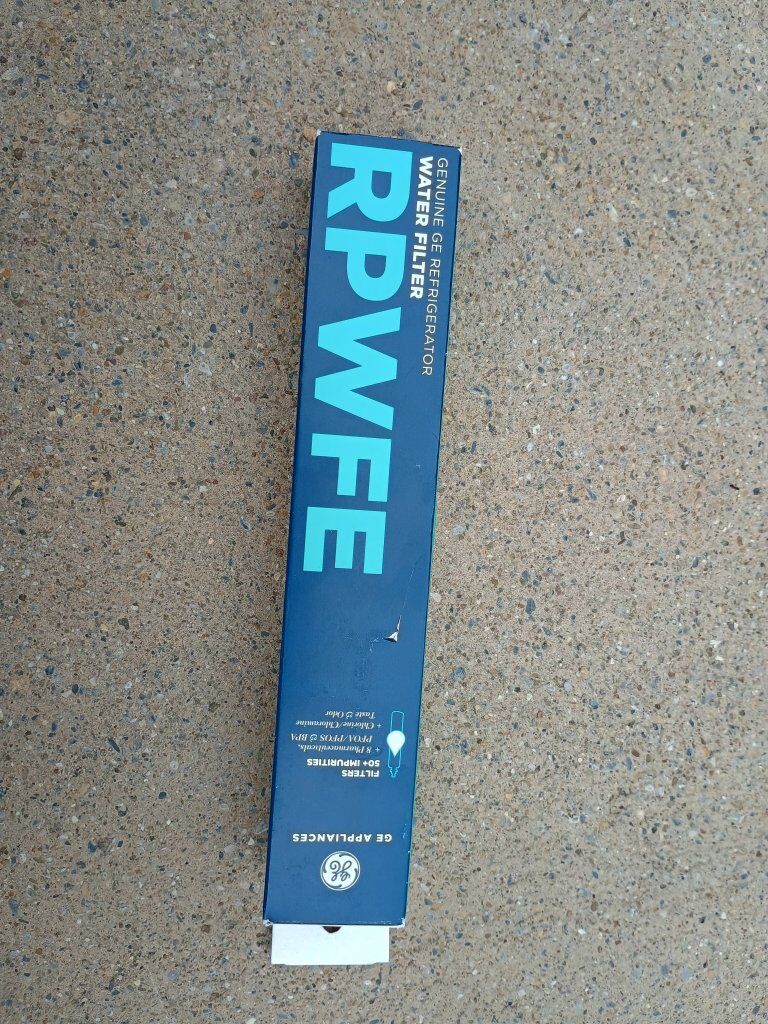 GE APPLIANCES
FILTERS
50+ IMPURITIES
+ 8 Pharmaceuticals,
PFOA/PFOS & BPA
+ Chlorine/Chloramine
Taste & Odor
GENUINE GE REFRIGERATOR
WATER FILTER
RPWFE